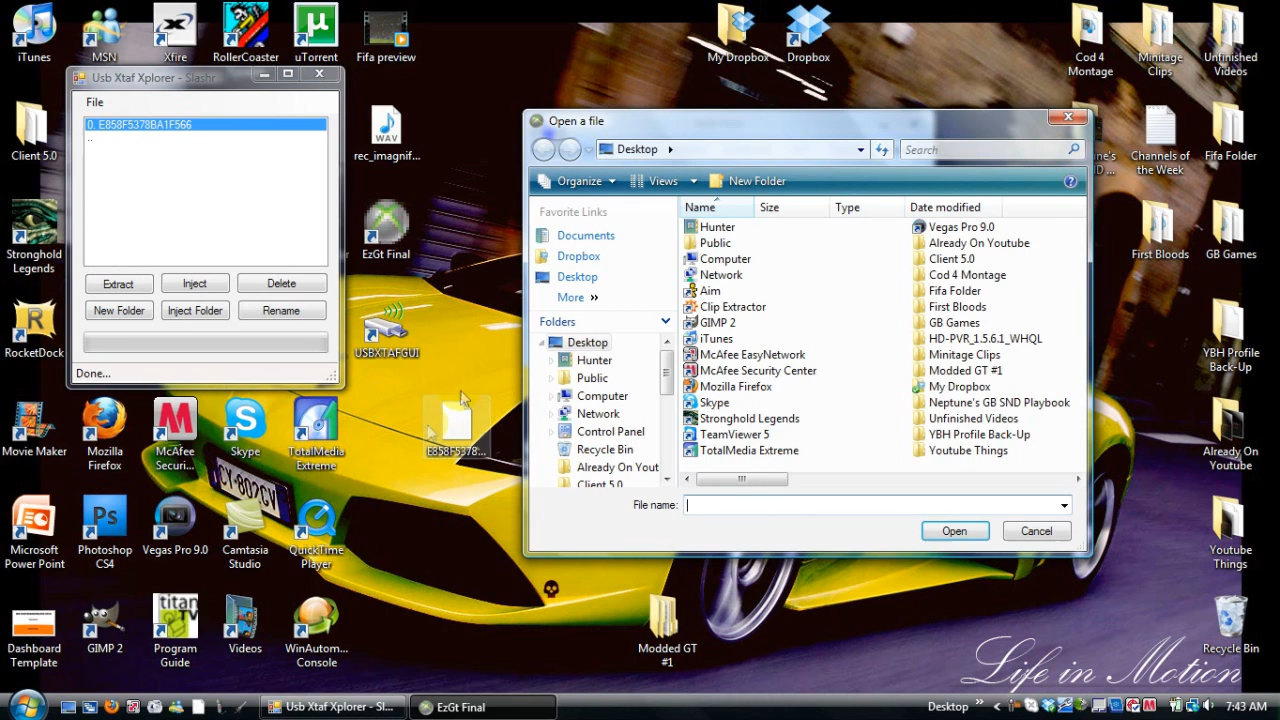 iTunes
MSN
Xfire
RollerCoaster
uTorrent
Fifa preview
My Dropbox
Dropbox
Cod 4
Montage
Minitage
Clips
Unfinished
Videos
Usb Xtaf Xplorer - Slashr
File
0. E858F5378BA1F566
..
Extract
Inject
Delete
New Folder
Inject Folder
Rename
Done...
Client 5.0
WAV
rec_imagnif...
Channels of
the Week
Fifa Folder
Stronghold
Legends
EzGt Final
First Bloods
GB Games
RockDock
USBXTAFGUI
YBH Profile
Back-Up
Open a file
Desktop
Search
Organize
Views
New Folder
Favorite Links
Documents
Dropbox
Desktop
More »
Folders
Desktop
Hunter
Public
Computer
Network
Control Panel
Recycle Bin
Already On Yout
Client 5.0
Name
Size
Type
Date modified
Hunter
Public
Computer
Network
Aim
Clip Extractor
GIMP 2
iTunes
McAfee EasyNetwork
McAfee Security Center
Mozilla Firefox
Skype
Stronghold Legends
TeamViewer 5
TotalMedia Extreme
Vegas Pro 9.0
Already On Youtube
Client 5.0
Cod 4 Montage
Fifa Folder
First Bloods
GB Games
HD-PVR_1.5.6.1_WHQL
Minitage Clips
Modded GT #1
My Dropbox
Neptune's GB SND Playbook
Unfinished Videos
YBH Profile Back-Up
Youtube Things
File name:
Open
Cancel
Movie Maker
Mozilla
Firefox
McAfee
Securi...
Skype
TotalMedia
Extreme
E858F5378...
Already On
Youtube
CY-802GV
Microsoft
Power Point
Photoshop
CS4
Vegas Pro 9.0
Camtasia
Studio
QuickTime
Player
Youtube
Things
Dashboard
Template
GIMP 2
Program
Guide
Videos
WinAutom...
Console
Modded GT
#1
Recycle Bin
Life in Motion
Usb Xtaf Xplorer - Sl...
EzGt Final
Desktop
7:43 AM